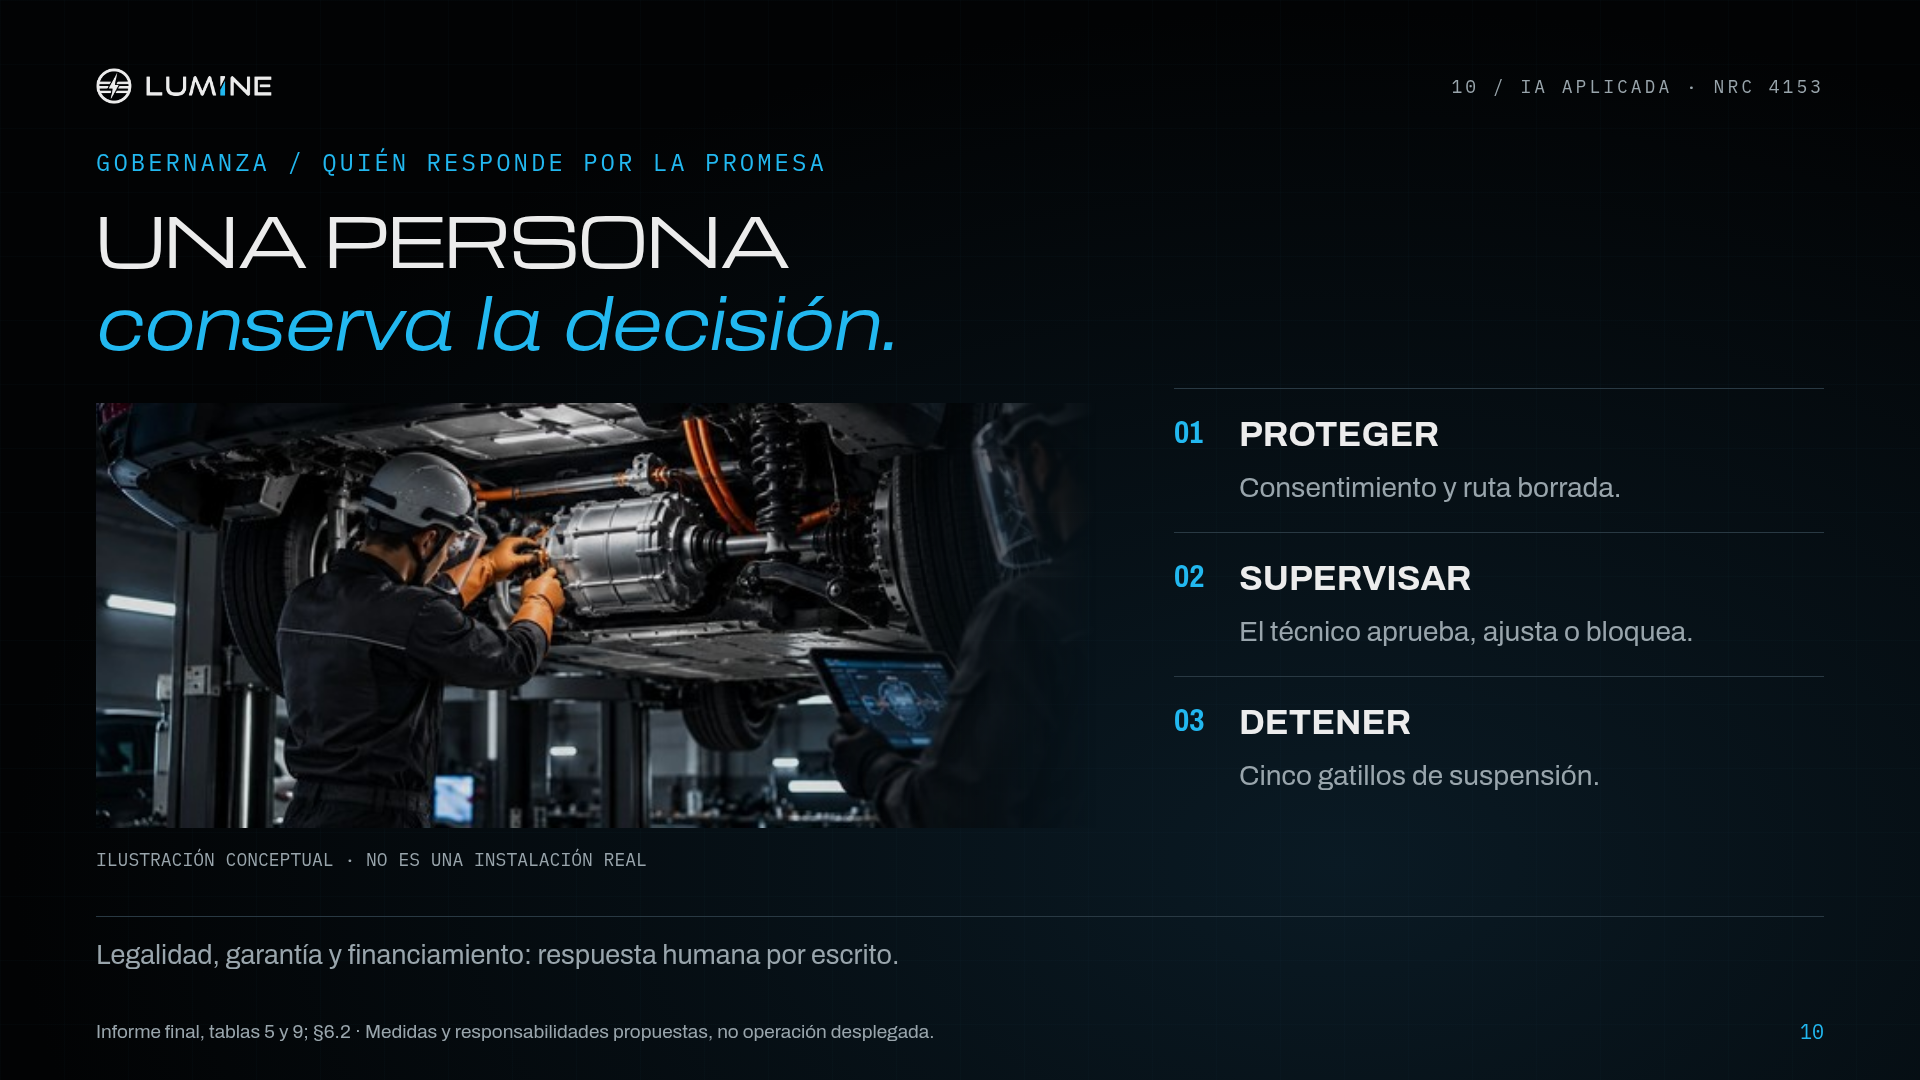 LUMINE
10 / IA APLICADA · NRC 4153
GOBERNANZA / QUIÉN RESPONDE POR LA PROMESA
UNA PERSONA
conserva la decisión.
01 PROTEGER
Consentimiento y ruta borrada.
02 SUPERVISAR
El técnico aprueba, ajusta o bloquea.
03 DETENER
Cinco gatillos de suspensión.
ILUSTRACIÓN CONCEPTUAL · NO ES UNA INSTALACIÓN REAL
Legalidad, garantía y financiamiento: respuesta humana por escrito.
Informe final, tablas 5 y 9; §6.2 · Medidas y responsabilidades propuestas, no operación desplegada.
10